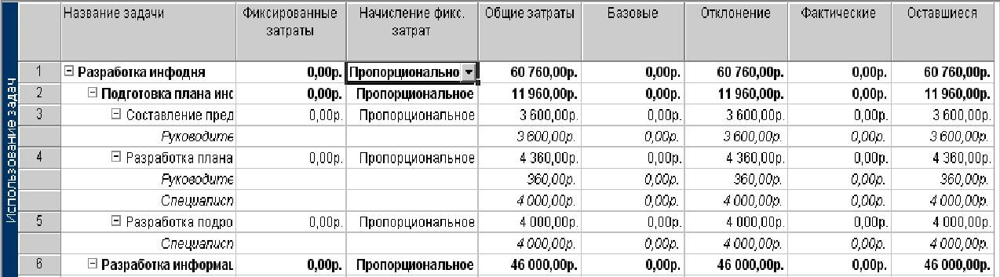 Название задачи Фиксированные затраты Начисление фикс. затрат Общие затраты Базовые Отклонение Фактические Оставшиеся
Использование задач
1 Разработка инфодня 0,00р. Пропорционально 60 760,00р. 0,00р. 60 760,00р. 0,00р. 60 760,00р.
2 Подготовка плана инс 0,00р. Пропорциональное 11 960,00р. 0,00р. 11 960,00р. 0,00р. 11 960,00р.
3 Составление пред 0,00р. Пропорциональное 3 600,00р. 0,00р. 3 600,00р. 0,00р. 3 600,00р.
Руководите 3 600,00р. 0,00р. 3 600,00р. 0,00р. 3 600,00р.
4 Разработка плана 0,00р. Пропорциональное 4 360,00р. 0,00р. 4 360,00р. 0,00р. 4 360,00р.
Руководите 360,00р. 0,00р. 360,00р. 0,00р. 360,00р.
Специалист 4 000,00р. 0,00р. 4 000,00р. 0,00р. 4 000,00р.
5 Разработка подро 0,00р. Пропорциональное 4 000,00р. 0,00р. 4 000,00р. 0,00р. 4 000,00р.
Специалист 4 000,00р. 0,00р. 4 000,00р. 0,00р. 4 000,00р.
6 Разработка информац 0,00р. Пропорциональное 46 000,00р. 0,00р. 46 000,00р. 0,00р. 46 000,00р.